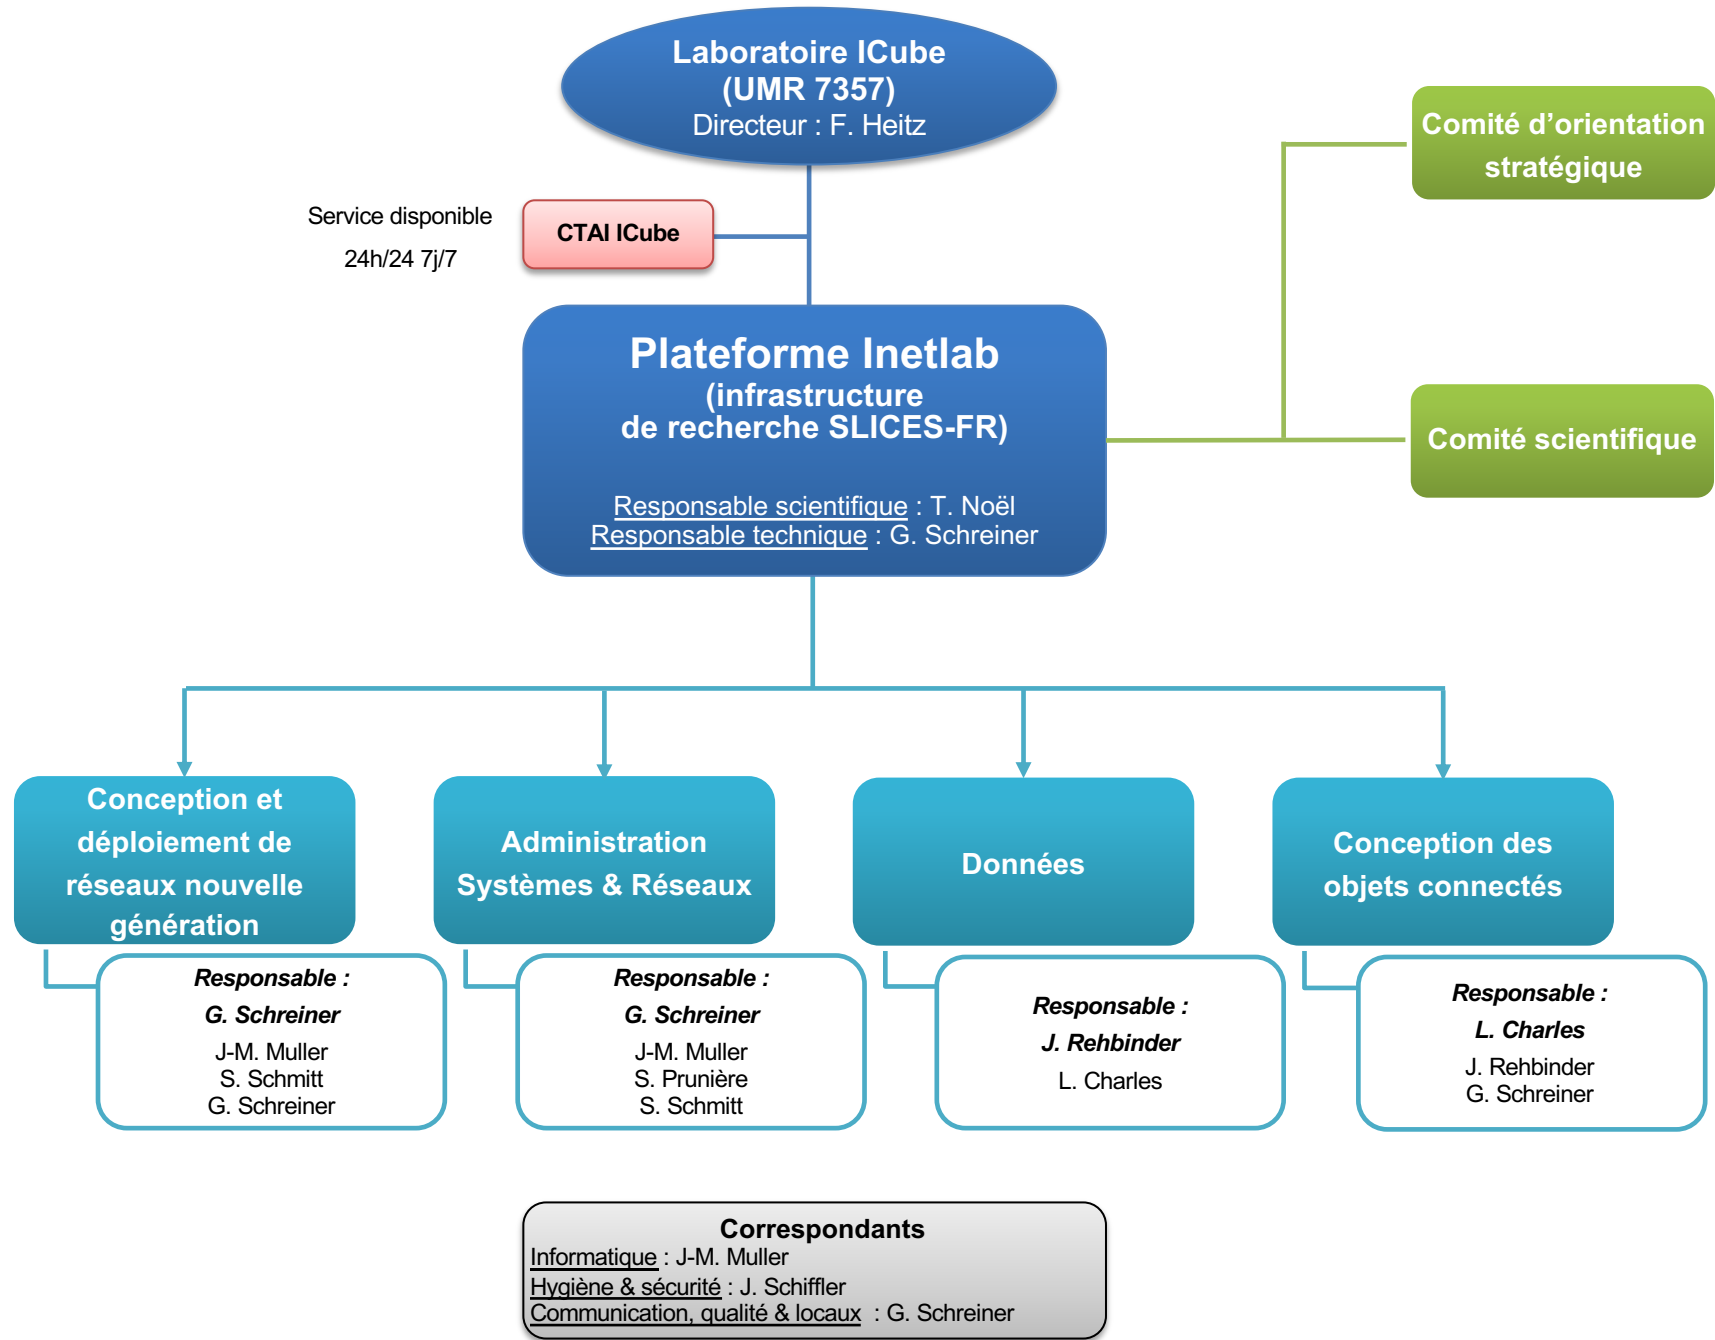 Laboratoire ICube
(UMR 7357)
Directeur : F. Heitz
Comité d’orientation
stratégique
Service disponible
24h/24 7j/7
CTAI ICube
Plateforme Inetlab
(infrastructure
de recherche SLICES-FR)
Responsable scientifique : T. Noël
Responsable technique : G. Schreiner
Comité scientifique
Conception et
déploiement de
réseaux nouvelle
génération
Responsable :
G. Schreiner
J-M. Muller
S. Schmitt
G. Schreiner
Administration
Systèmes & Réseaux
Responsable :
G. Schreiner
J-M. Muller
S. Prunière
S. Schmitt
Données
Responsable :
J. Rehbinder
L. Charles
Conception des
objets connectés
Responsable :
L. Charles
J. Rehbinder
G. Schreiner
Correspondants
Informatique : J-M. Muller
Hygiène & sécurité : J. Schiffler
Communication, qualité & locaux  : G. Schreiner